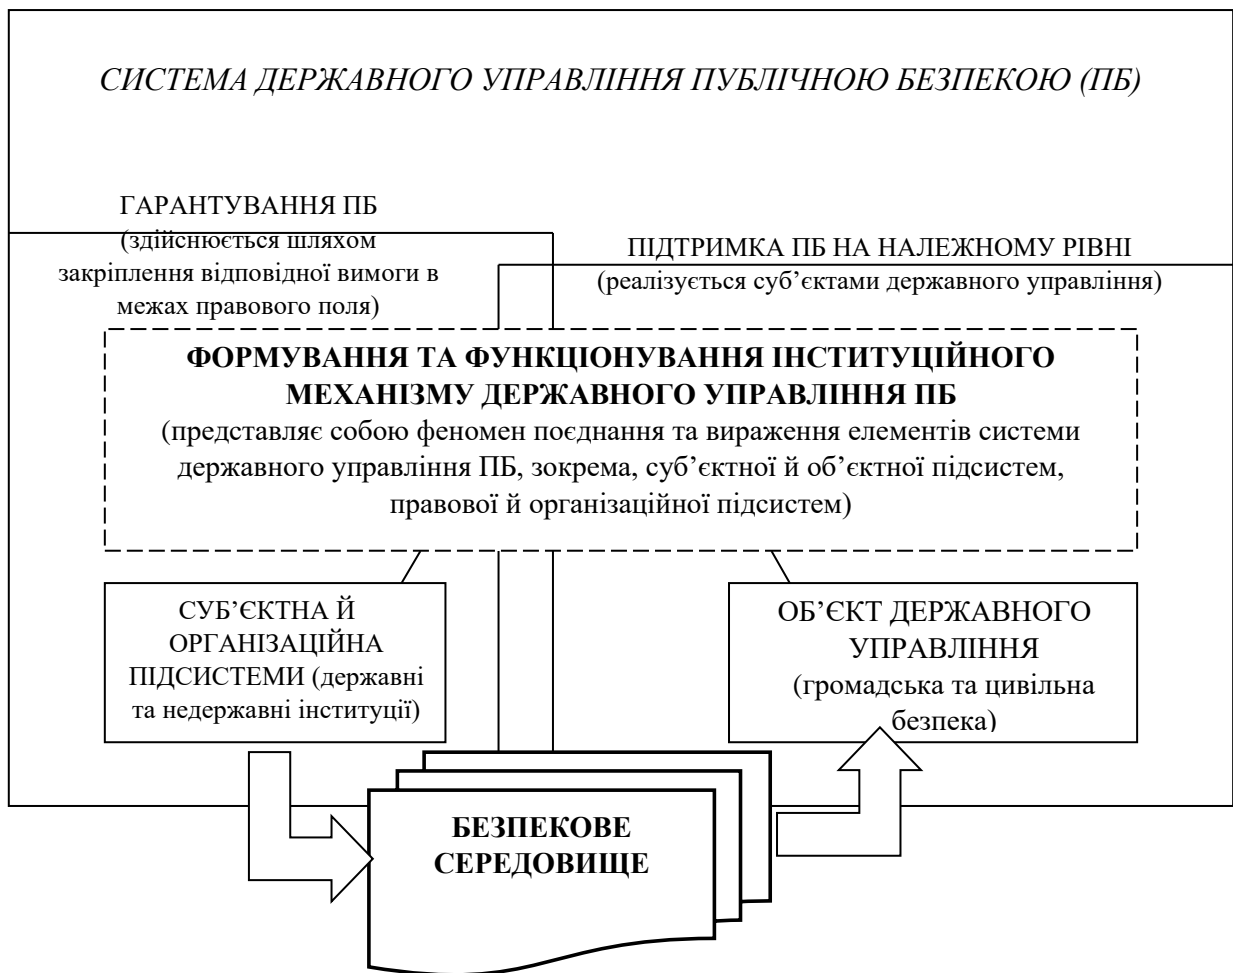 СИСТЕМА ДЕРЖАВНОГО УПРАВЛІННЯ ПУБЛІЧНОЮ БЕЗПЕКОЮ (ПБ)
ГАРАНТУВАННЯ ПБ
(здійснюється шляхом
закріплення відповідної вимоги в
межах правового поля)
ПІДТРИМКА ПБ НА НАЛЕЖНОМУ РІВНІ
(реалізується суб’єктами державного управління)
ФОРМУВАННЯ ТА ФУНКЦІОНУВАННЯ ІНСТИТУЦІЙНОГО
МЕХАНІЗМУ ДЕРЖАВНОГО УПРАВЛІННЯ ПБ
(представляє собою феномен поєднання та вираження елементів системи
державного управління ПБ, зокрема, суб’єктної й об’єктної підсистем,
правової й організаційної підсистем)
СУБ’ЄКТНА Й
ОРГАНІЗАЦІЙНА
ПІДСИСТЕМИ (державні
та недержавні інституції)
ОБ’ЄКТ ДЕРЖАВНОГО
УПРАВЛІННЯ
(громадська та цивільна
безпека)
БЕЗПЕКОВЕ
СЕРЕДОВИЩЕ